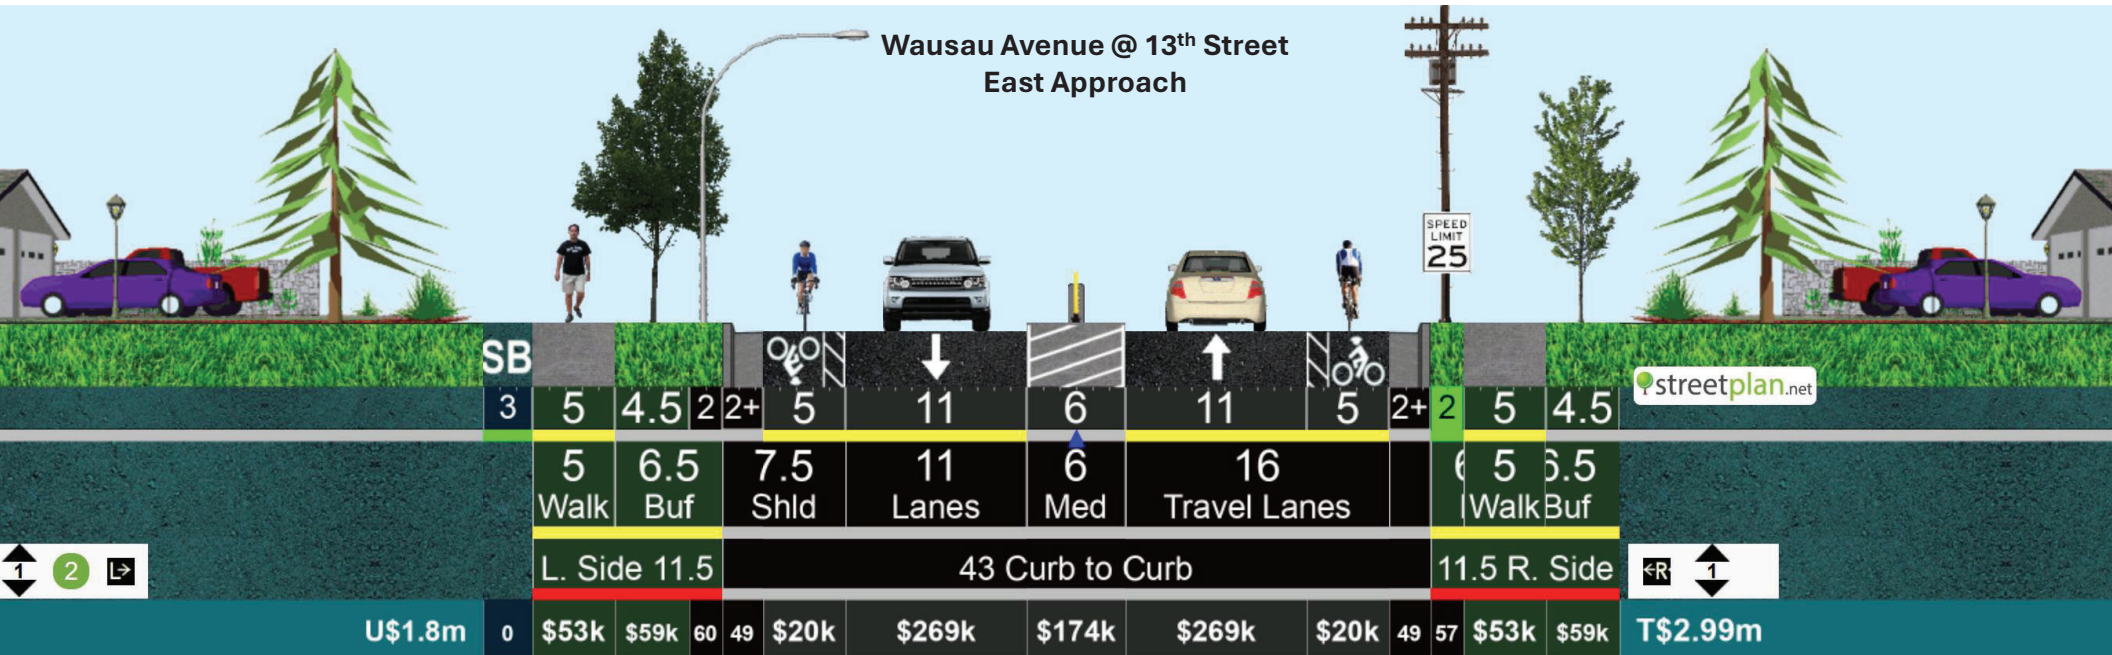 Wausau Avenue @ 13th Street
East Approach
SPEED
LIMIT
25
SB
3 5 4.5 2 2+ 5 11 6 11 5 2+ 2 5 4.5
streetplan.net
5 6.5 7.5 11 6 16 6 5 6.5
Walk Buf Shld Lanes Med Travel Lanes Walk Buf
1 2 L→ L. Side 11.5 43 Curb to Curb 11.5 R. Side ←R 1
U$1.8m 0 $53k $59k 60 49 $20k $269k $174k $269k $20k 49 57 $53k $59k T$2.99m